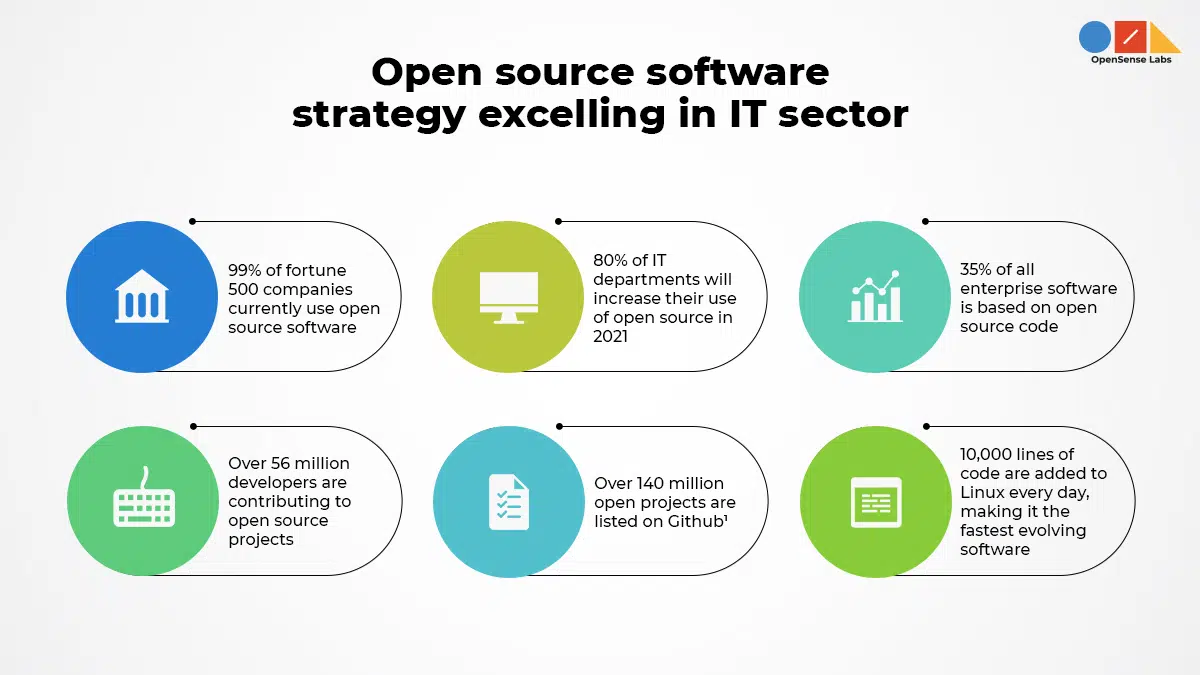 OpenSense Labs
Open source software
strategy excelling in IT sector
99% of fortune
500 companies
currently use open
source software
80% of IT
departments will
increase their use
of open source in
2021
35% of all
enterprise software
is based on open
source code
Over 56 million
developers are
contributing to
open source
projects
Over 140 million
open projects are
listed on Github¹
10,000 lines of
code are added to
Linux every day,
making it the
fastest evolving
software